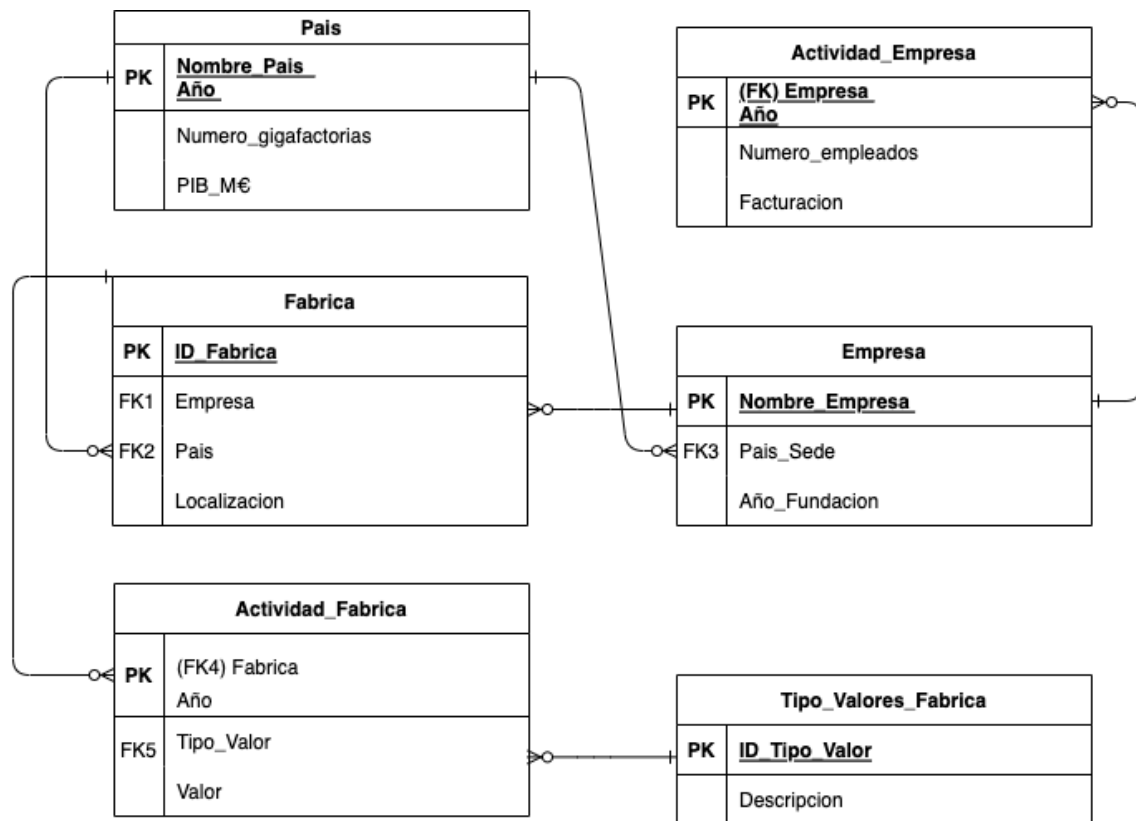 Pais
PK Nombre_Pais
Año
Numero_gigafactorias
PIB_M€
Actividad_Empresa
PK (FK) Empresa
Año
Numero_empleados
Facturacion
Fabrica
PK ID_Fabrica
FK1 Empresa
FK2 Pais
Localizacion
Empresa
PK Nombre_Empresa
FK3 Pais_Sede
Año_Fundacion
Actividad_Fabrica
PK (FK4) Fabrica
Año
FK5 Tipo_Valor
Valor
Tipo_Valores_Fabrica
PK ID_Tipo_Valor
Descripcion